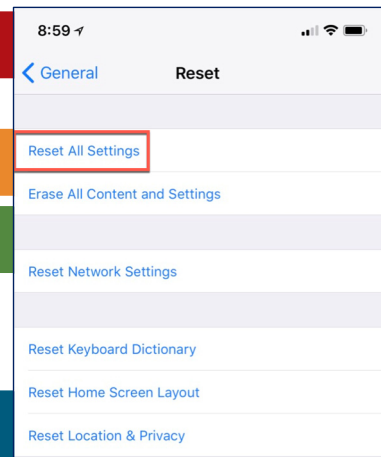 8:59
General
Reset
Reset All Settings
Erase All Content and Settings
Reset Network Settings
Reset Keyboard Dictionary
Reset Home Screen Layout
Reset Location & Privacy